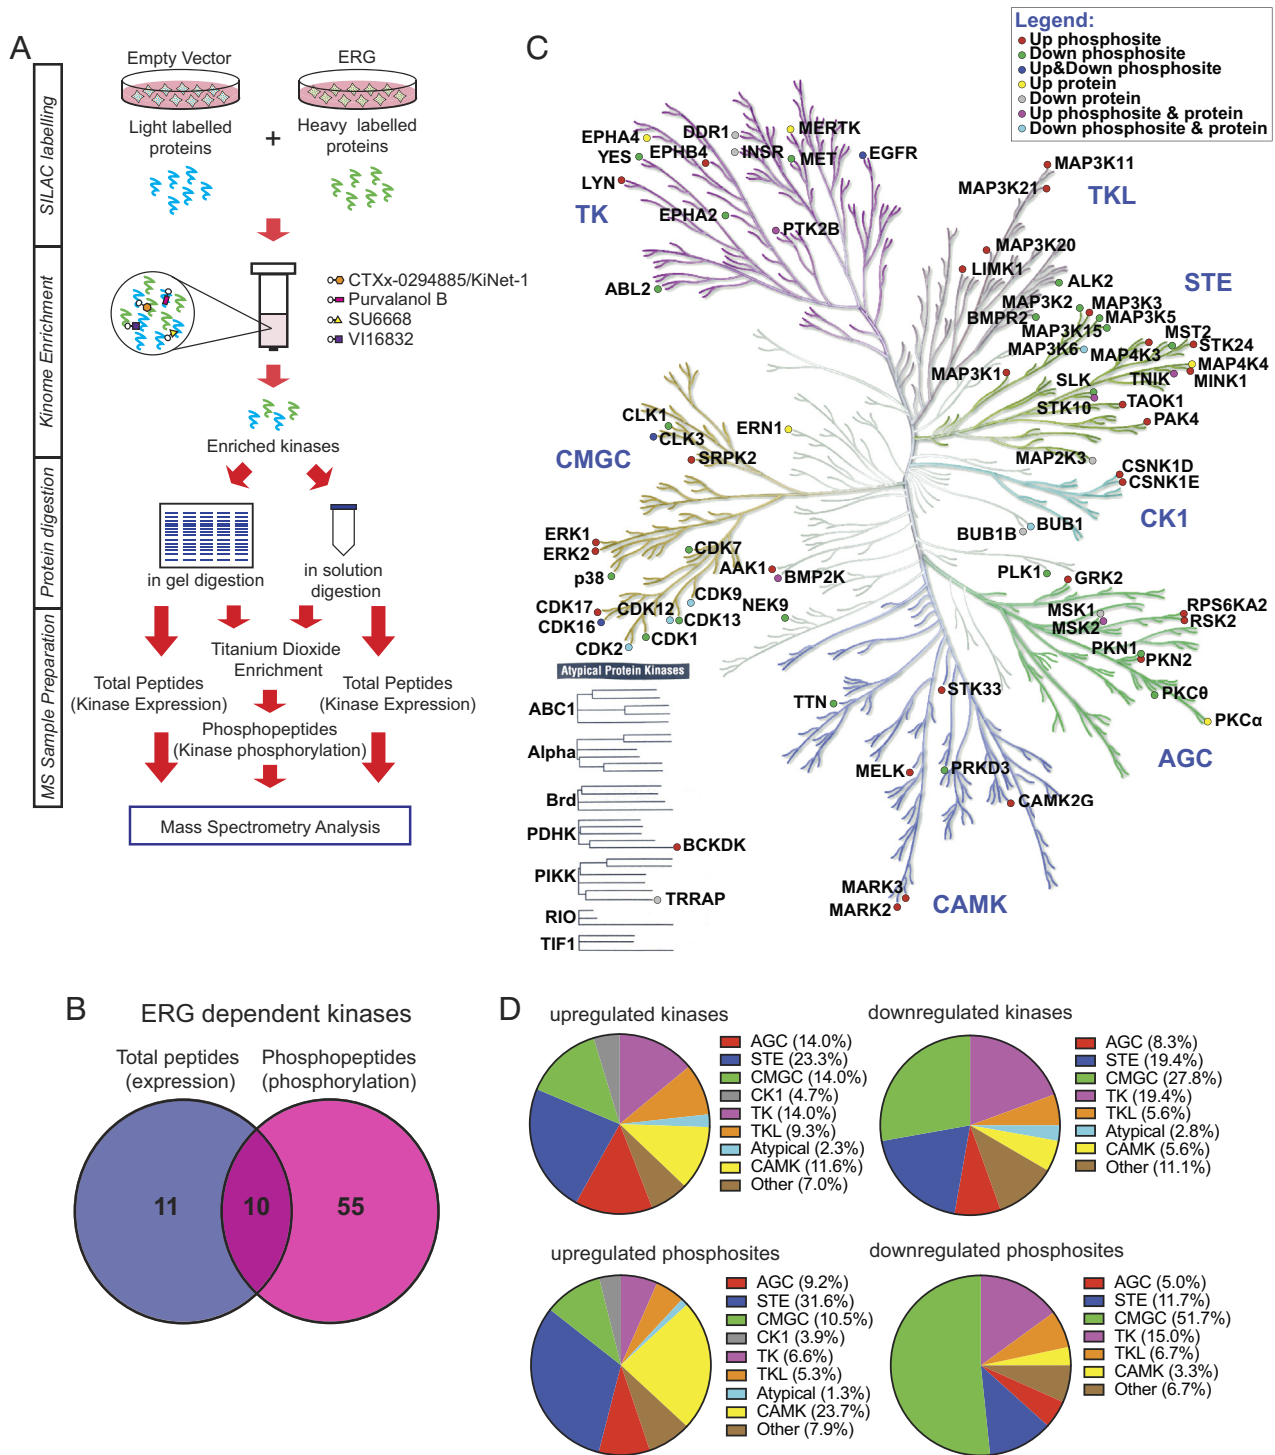 A
SILAC labelling
Kinome Enrichment
Protein digestion
MS Sample Preparation
Empty Vector
ERG
Light labelled
proteins
+
Heavy labelled
proteins
CTXx-0294885/KiNet-1
Purvalanol B
SU6668
VI16832
Enriched kinases
in gel digestion
in solution
digestion
Titanium Dioxide
Enrichment
Total Peptides
(Kinase Expression)
Total Peptides
(Kinase Expression)
Phosphopeptides
(Kinase phosphorylation)
Mass Spectrometry Analysis
C
Legend:
Up phosphosite
Down phosphosite
Up&Down phosphosite
Up protein
Down protein
Up phosphosite & protein
Down phosphosite & protein
TK
EPHA4
YES
LYN
EPHB4
DDR1
INSR
MERTK
MET
EGFR
EPHA2
PTK2B
ABL2
TKL
MAP3K11
MAP3K21
MAP3K20
LIMK1
ALK2
BMPR2
STE
MAP3K2
MAP3K3
MAP3K5
MAP3K15
MAP3K6
MAP4K3
MST2
STK24
MAP4K4
MINK1
TNIK
MAP3K1
SLK
STK10
TAOK1
PAK4
MAP2K3
CK1
CSNK1D
CSNK1E
BUB1
BUB1B
CMGC
CLK1
CLK3
SRPK2
ERN1
ERK1
ERK2
p38
CDK7
CDK17
CDK16
CDK12
CDK9
CDK13
CDK1
CDK2
AAK1
BMP2K
NEK9
PLK1
GRK2
MSK1
MSK2
RPS6KA2
RSK2
PKN1
PKN2
PKCθ
PKCα
AGC
TTN
STK33
MELK
PRKD3
CAMK2G
MARK3
MARK2
CAMK
Atypical Protein Kinases
ABC1
Alpha
Brd
PDHK
BCKDK
PIKK
TRRAP
RIO
TIF1
B
ERG dependent kinases
Total peptides
(expression)
Phosphopeptides
(phosphorylation)
11
10
55
D
upregulated kinases
AGC (14.0%)
STE (23.3%)
CMGC (14.0%)
CK1 (4.7%)
TK (14.0%)
TKL (9.3%)
Atypical (2.3%)
CAMK (11.6%)
Other (7.0%)
downregulated kinases
AGC (8.3%)
STE (19.4%)
CMGC (27.8%)
TK (19.4%)
TKL (5.6%)
Atypical (2.8%)
CAMK (5.6%)
Other (11.1%)
upregulated phosphosites
AGC (9.2%)
STE (31.6%)
CMGC (10.5%)
CK1 (3.9%)
TK (6.6%)
TKL (5.3%)
Atypical (1.3%)
CAMK (23.7%)
Other (7.9%)
downregulated phosphosites
AGC (5.0%)
STE (11.7%)
CMGC (51.7%)
TK (15.0%)
TKL (6.7%)
CAMK (3.3%)
Other (6.7%)